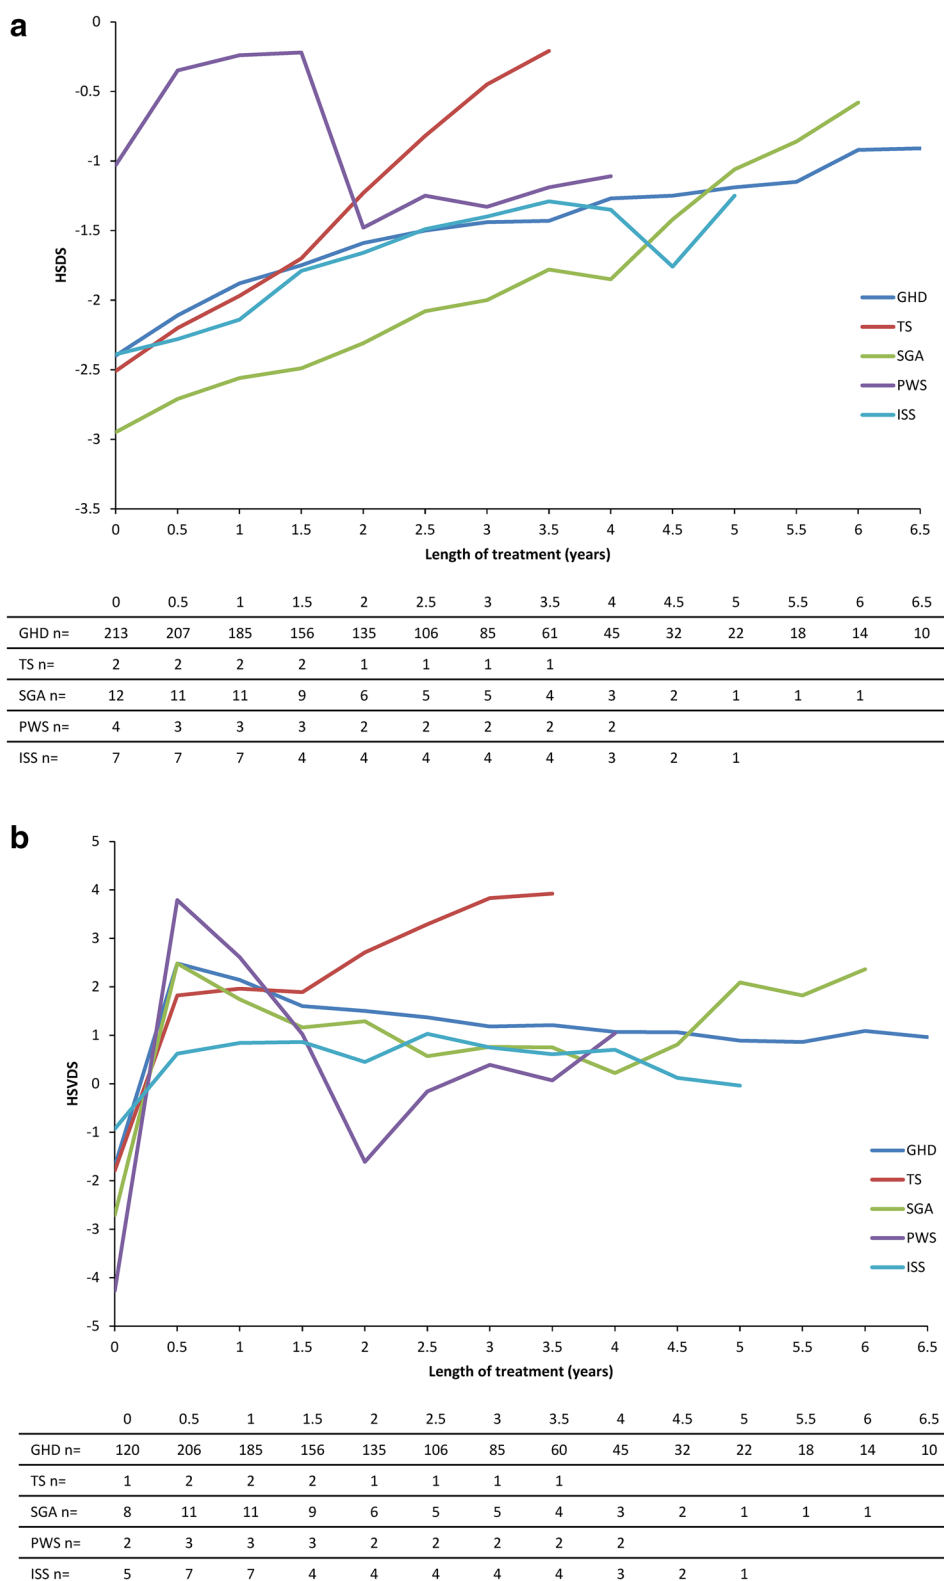 a
0
-0.5
-1
-1.5
-2
-2.5
-3
-3.5
HSDS
GHD
TS
SGA
PWS
ISS
0 0.5 1 1.5 2 2.5 3 3.5 4 4.5 5 5.5 6 6.5
Length of treatment (years)
0 0.5 1 1.5 2 2.5 3 3.5 4 4.5 5 5.5 6 6.5
GHD n= 213 207 185 156 135 106 85 61 45 32 22 18 14 10
TS n= 2 2 2 2 1 1 1 1
SGA n= 12 11 11 9 6 5 5 4 3 2 1 1 1
PWS n= 4 3 3 3 2 2 2 2 2
ISS n= 7 7 7 4 4 4 4 4 3 2 1
b
5
4
3
2
1
0
-1
-2
-3
-4
-5
HSVDS
GHD
TS
SGA
PWS
ISS
0 0.5 1 1.5 2 2.5 3 3.5 4 4.5 5 5.5 6 6.5
Length of treatment (years)
0 0.5 1 1.5 2 2.5 3 3.5 4 4.5 5 5.5 6 6.5
GHD n= 120 206 185 156 135 106 85 60 45 32 22 18 14 10
TS n= 1 2 2 2 1 1 1 1
SGA n= 8 11 11 9 6 5 5 4 3 2 1 1 1
PWS n= 2 3 3 3 2 2 2 2 2
ISS n= 5 7 7 4 4 4 4 4 3 2 1